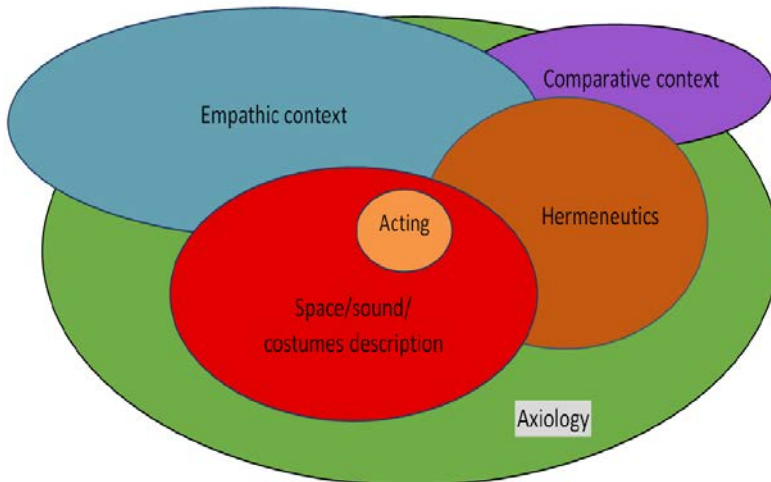 Comparative context
Empathic context
Hermeneutics
Acting
Space/sound/
costumes description
Axiology